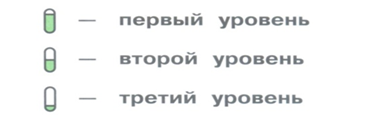 — первый уровень
— второй уровень
— третий уровень